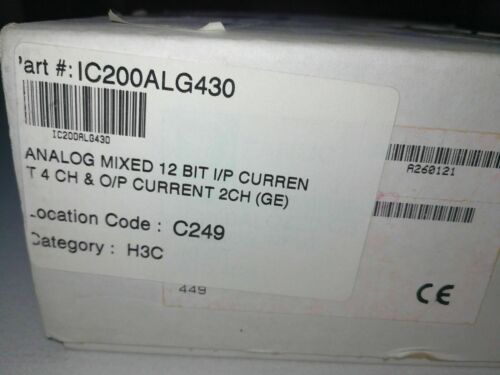 'art #: IC200ALG430
IC200ALG430
ANALOG MIXED 12 BIT I/P CURREN
T 4 CH & O/P CURRENT 2CH (GE)
Location Code : C249
Category : H3C
A260121
449
CE